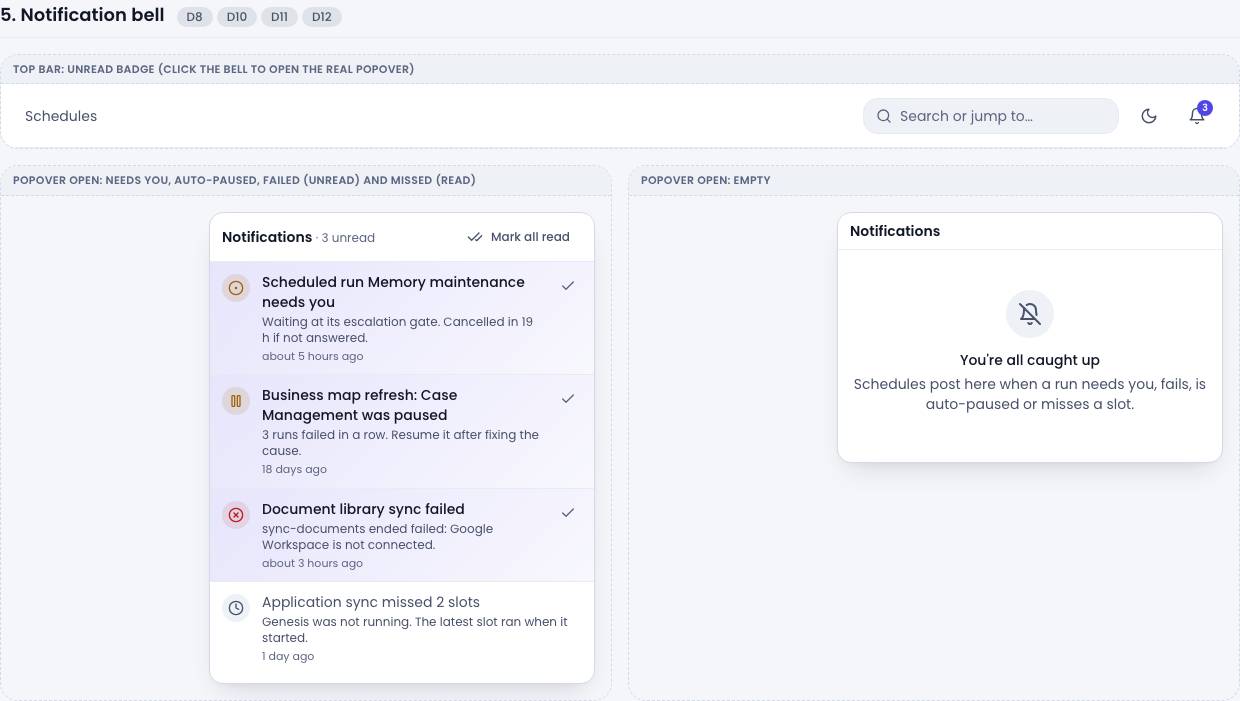 5. Notification bell D8 D10 D11 D12
TOP BAR: UNREAD BADGE (CLICK THE BELL TO OPEN THE REAL POPOVER)
Schedules
Search or jump to...
3
POPOVER OPEN: NEEDS YOU, AUTO-PAUSED, FAILED (UNREAD) AND MISSED (READ)
Notifications · 3 unread
Mark all read
Scheduled run Memory maintenance
needs you
Waiting at its escalation gate. Cancelled in 19
h if not answered.
about 5 hours ago
Business map refresh: Case
Management was paused
3 runs failed in a row. Resume it after fixing the
cause.
18 days ago
Document library sync failed
sync-documents ended failed: Google
Workspace is not connected.
about 3 hours ago
Application sync missed 2 slots
Genesis was not running. The latest slot ran when it
started.
1 day ago
POPOVER OPEN: EMPTY
Notifications
You're all caught up
Schedules post here when a run needs you, fails, is
auto-paused or misses a slot.